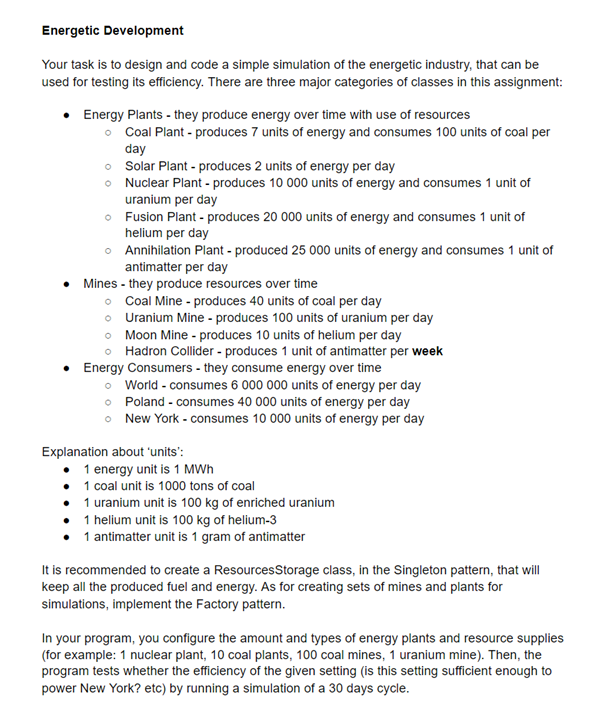 Energetic Development
Your task is to design and code a simple simulation of the energetic industry, that can be
used for testing its efficiency. There are three major categories of classes in this assignment:
● Energy Plants - they produce energy over time with use of resources
○ Coal Plant - produces 7 units of energy and consumes 100 units of coal per
day
○ Solar Plant - produces 2 units of energy per day
○ Nuclear Plant - produces 10 000 units of energy and consumes 1 unit of
uranium per day
○ Fusion Plant - produces 20 000 units of energy and consumes 1 unit of
helium per day
○ Annihilation Plant - produced 25 000 units of energy and consumes 1 unit of
antimatter per day
● Mines - they produce resources over time
○ Coal Mine - produces 40 units of coal per day
○ Uranium Mine - produces 100 units of uranium per day
○ Moon Mine - produces 10 units of helium per day
○ Hadron Collider - produces 1 unit of antimatter per week
● Energy Consumers - they consume energy over time
○ World - consumes 6 000 000 units of energy per day
○ Poland - consumes 40 000 units of energy per day
○ New York - consumes 10 000 units of energy per day
Explanation about ‘units’:
● 1 energy unit is 1 MWh
● 1 coal unit is 1000 tons of coal
● 1 uranium unit is 100 kg of enriched uranium
● 1 helium unit is 100 kg of helium-3
● 1 antimatter unit is 1 gram of antimatter
It is recommended to create a ResourcesStorage class, in the Singleton pattern, that will
keep all the produced fuel and energy. As for creating sets of mines and plants for
simulations, implement the Factory pattern.
In your program, you configure the amount and types of energy plants and resource supplies
(for example: 1 nuclear plant, 10 coal plants, 100 coal mines, 1 uranium mine). Then, the
program tests whether the efficiency of the given setting (is this setting sufficient enough to
power New York? etc) by running a simulation of a 30 days cycle.